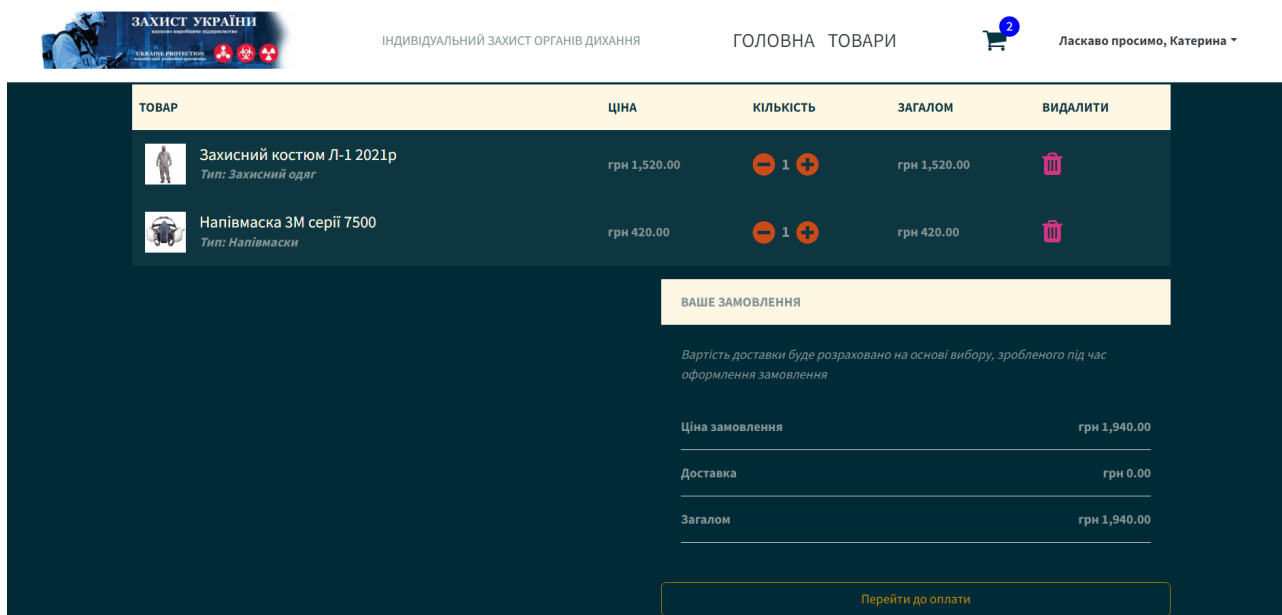 ЗАХИСТ УКРАЇНИ
науково виробниче підприємство
UKRAINE PROTECTION
ІНДИВІДУАЛЬНИЙ ЗАХИСТ ОРГАНІВ ДИХАННЯ
ГОЛОВНА ТОВАРИ
2
Ласкаво просимо, Катерина
ТОВАР ЦІНА КІЛЬКІСТЬ ЗАГАЛОМ ВИДАЛИТИ
Захисний костюм Л-1 2021р
Тип: Захисний одяг
грн 1,520.00 1 грн 1,520.00
Напівмаска 3М серії 7500
Тип: Напівмаски
грн 420.00 1 грн 420.00
ВАШЕ ЗАМОВЛЕННЯ
Вартість доставки буде розраховано на основі вибору, зробленого під час
оформлення замовлення
Ціна замовлення грн 1,940.00
Доставка грн 0.00
Загалом грн 1,940.00
Перейти до оплати